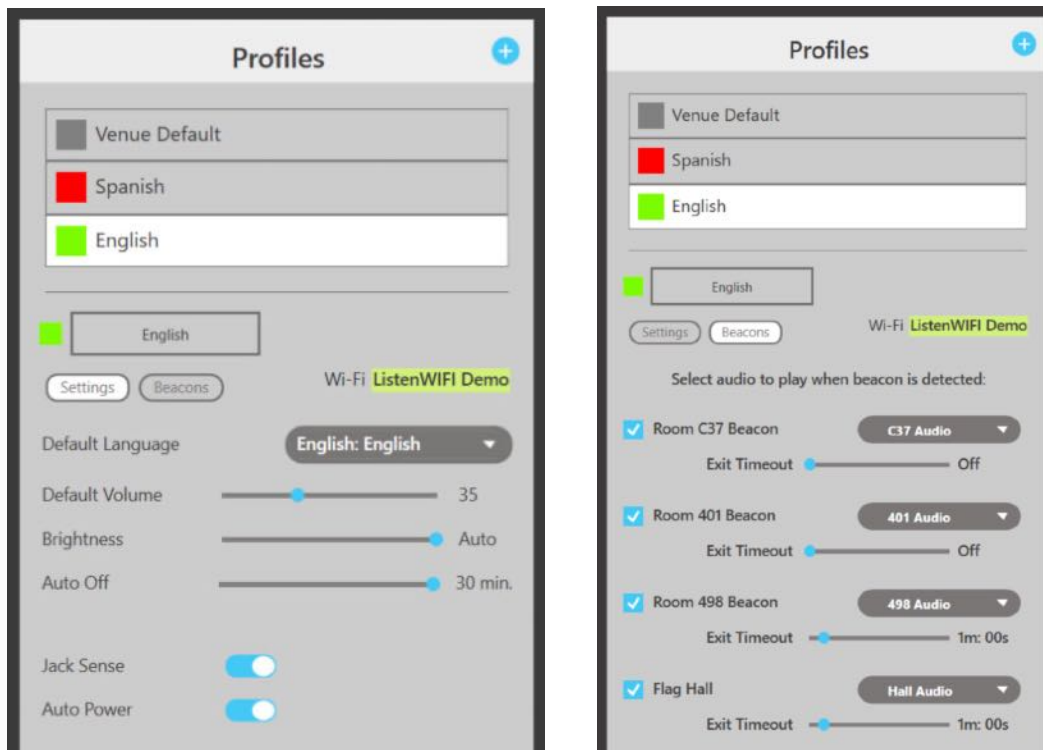 Profiles
Venue Default
Spanish
English
English
Settings Beacons Wi-Fi ListenWIFI Demo
Default Language English: English
Default Volume 35
Brightness Auto
Auto Off 30 min.
Jack Sense
Auto Power
Profiles
Venue Default
Spanish
English
English
Settings Beacons Wi-Fi ListenWIFI Demo
Select audio to play when beacon is detected:
Room C37 Beacon C37 Audio
Exit Timeout Off
Room 401 Beacon 401 Audio
Exit Timeout Off
Room 498 Beacon 498 Audio
Exit Timeout 1m: 00s
Flag Hall Hall Audio
Exit Timeout 1m: 00s